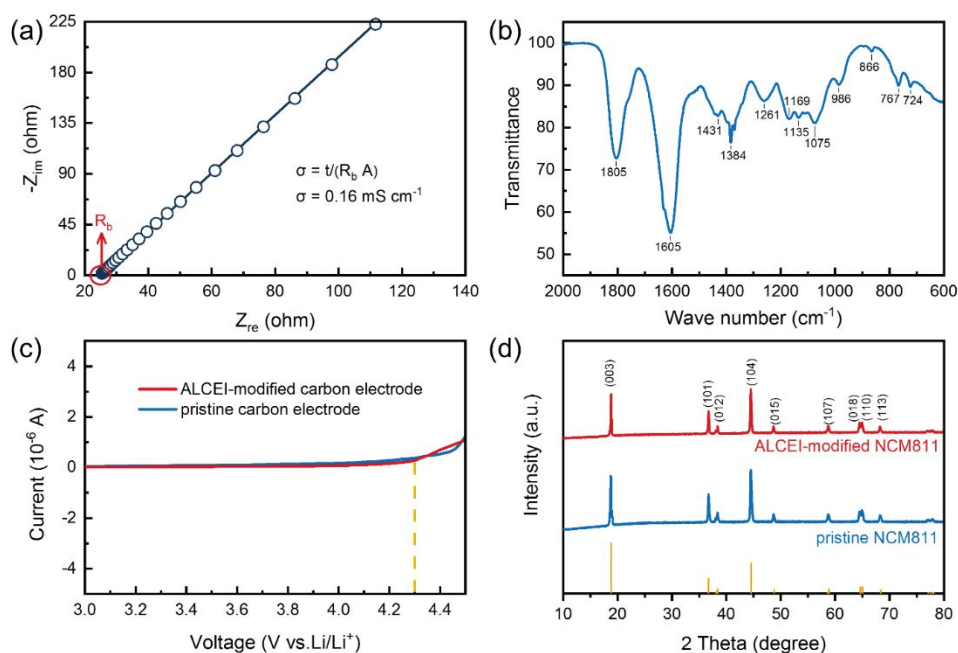 (a)
225
180
135
90
45
0
-Z_im (ohm)
σ = t/(R_b A)
σ = 0.16 mS cm⁻¹
R_b
20 40 60 80 100 120 140
Z_re (ohm)
(b)
100
90
80
70
60
50
Transmittance
1805
1605
1431
1384
1261
1169
1135
1075
986
866
767
724
2000 1800 1600 1400 1200 1000 800 600
Wave number (cm⁻¹)
(c)
4
2
0
-2
-4
Current (10⁻⁶ A)
ALCEI-modified carbon electrode
pristine carbon electrode
3.0 3.2 3.4 3.6 3.8 4.0 4.2 4.4
Voltage (V vs.Li/Li⁺)
(d)
Intensity (a.u.)
(003)
(101)
(012)
(104)
(015)
(107)
(018)
(110)
(113)
ALCEI-modified NCM811
pristine NCM811
10 20 30 40 50 60 70 80
2 Theta (degree)